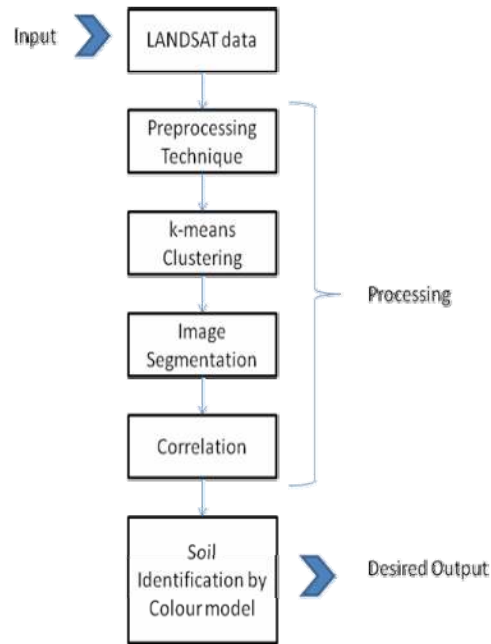 Input
LANDSAT data
Preprocessing
Technique
k-means
Clustering
Processing
Image
Segmentation
Correlation
Soil
Identification by
Colour model
Desired Output